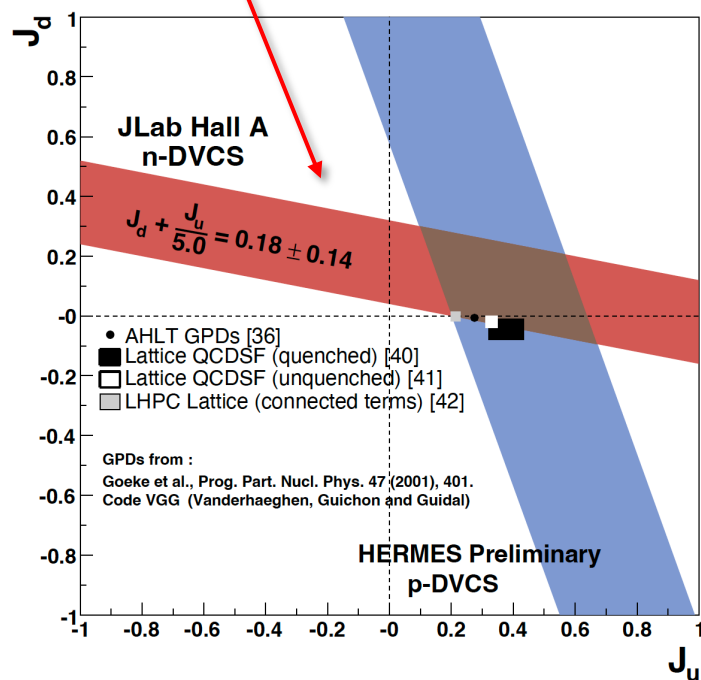 J_d
1
0.8
0.6
0.4
0.2
-0
-0.2
-0.4
-0.6
-0.8
-1
JLab Hall A
n-DVCS
J_d + J_u/5.0 = 0.18 ± 0.14
AHLT GPDs [36]
Lattice QCDSF (quenched) [40]
Lattice QCDSF (unquenched) [41]
LHPC Lattice (connected terms) [42]
GPDs from :
Goeke et al., Prog. Part. Nucl. Phys. 47 (2001), 401.
Code VGG (Vanderhaeghen, Guichon and Guidal)
HERMES Preliminary
p-DVCS
-1 -0.8 -0.6 -0.4 -0.2 -0 0.2 0.4 0.6 0.8 1
J_u